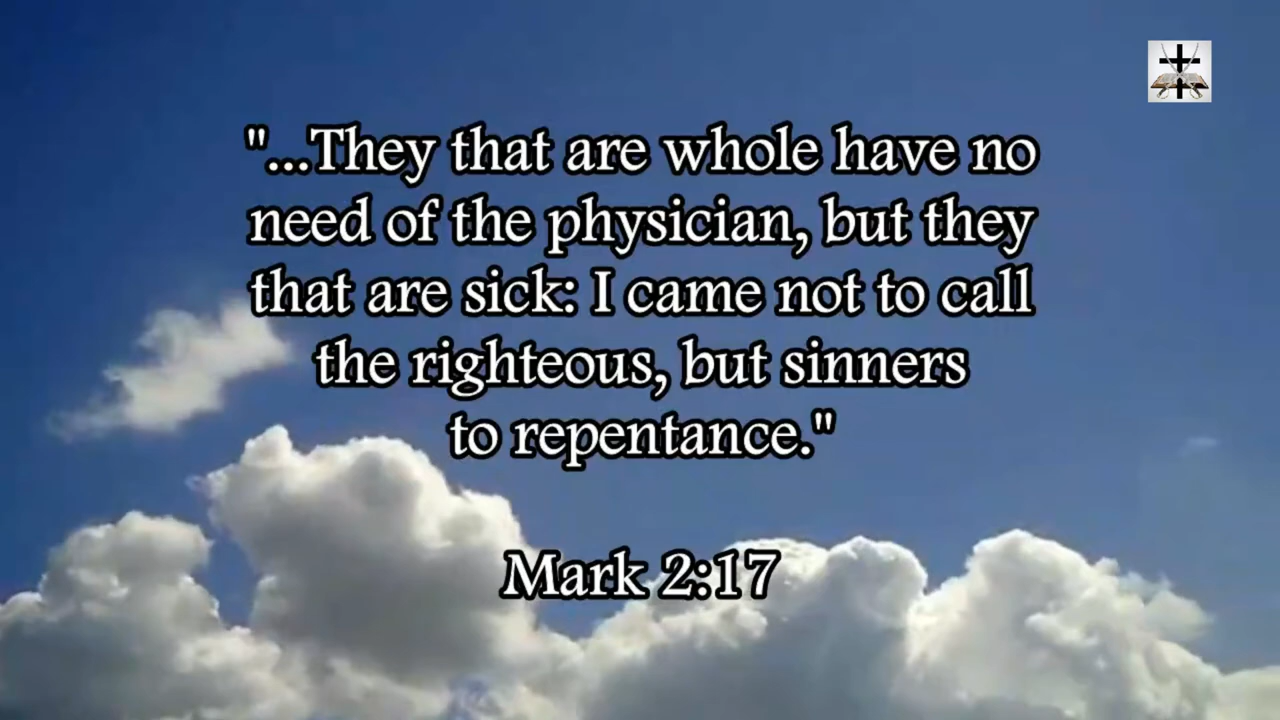 "...They that are whole have no
need of the physician, but they
that are sick: I came not to call
the righteous, but sinners
to repentance."
Mark 2:17